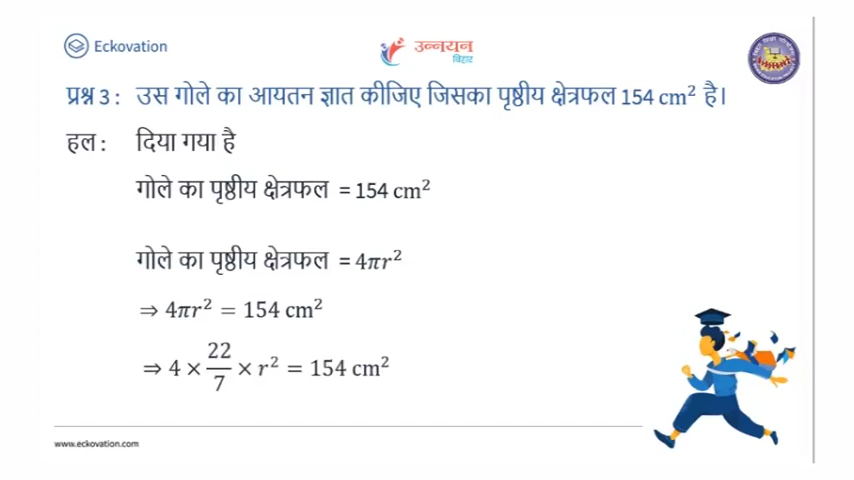 Eckovation
उन्नयन
बिहार
प्रश्न 3 : उस गोले का आयतन ज्ञात कीजिए जिसका पृष्ठीय क्षेत्रफल 154 cm² है।
हल : दिया गया है
गोले का पृष्ठीय क्षेत्रफल = 154 cm²
गोले का पृष्ठीय क्षेत्रफल = 4πr²
⇒ 4πr² = 154 cm²
⇒ 4 × 22/7 × r² = 154 cm²
www.eckovation.com